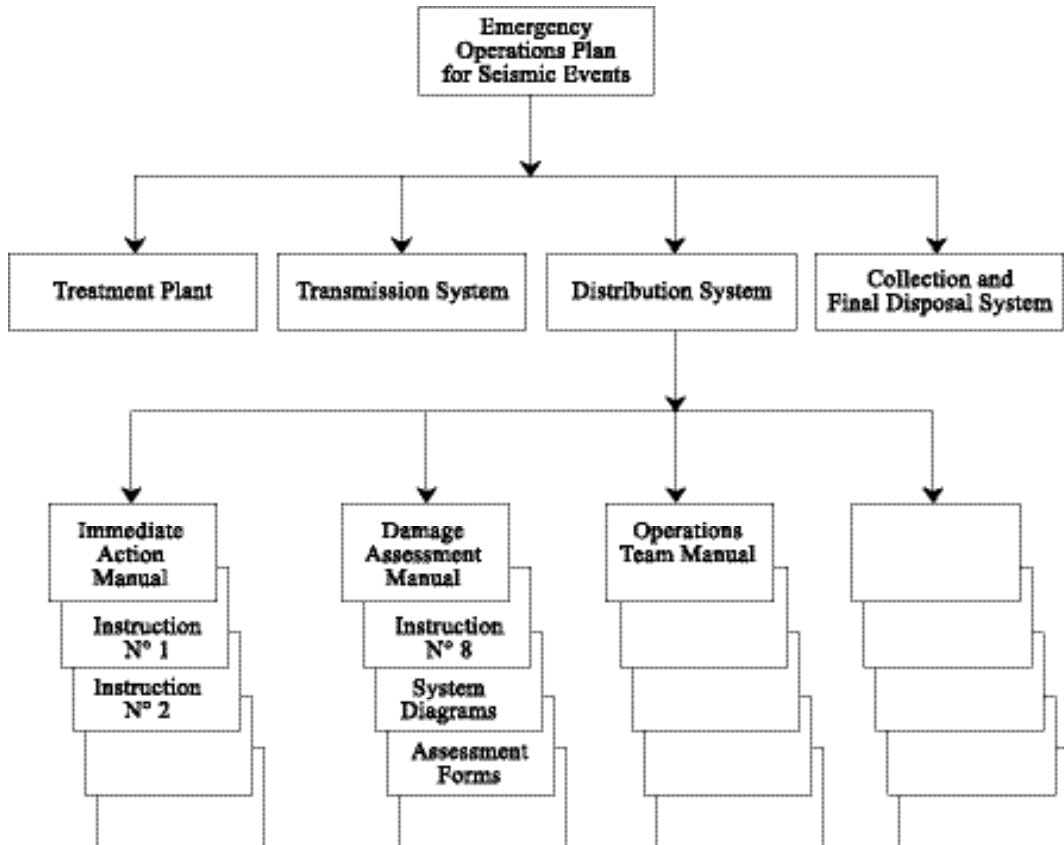 Emergency
Operations Plan
for Seismic Events
Treatment Plant
Transmission System
Distribution System
Collection and
Final Disposal System
Immediate
Action
Manual
Instruction
N° 1
Instruction
N° 2
Damage
Assessment
Manual
Instruction
N° 8
System
Diagrams
Assessment
Forms
Operations
Team Manual